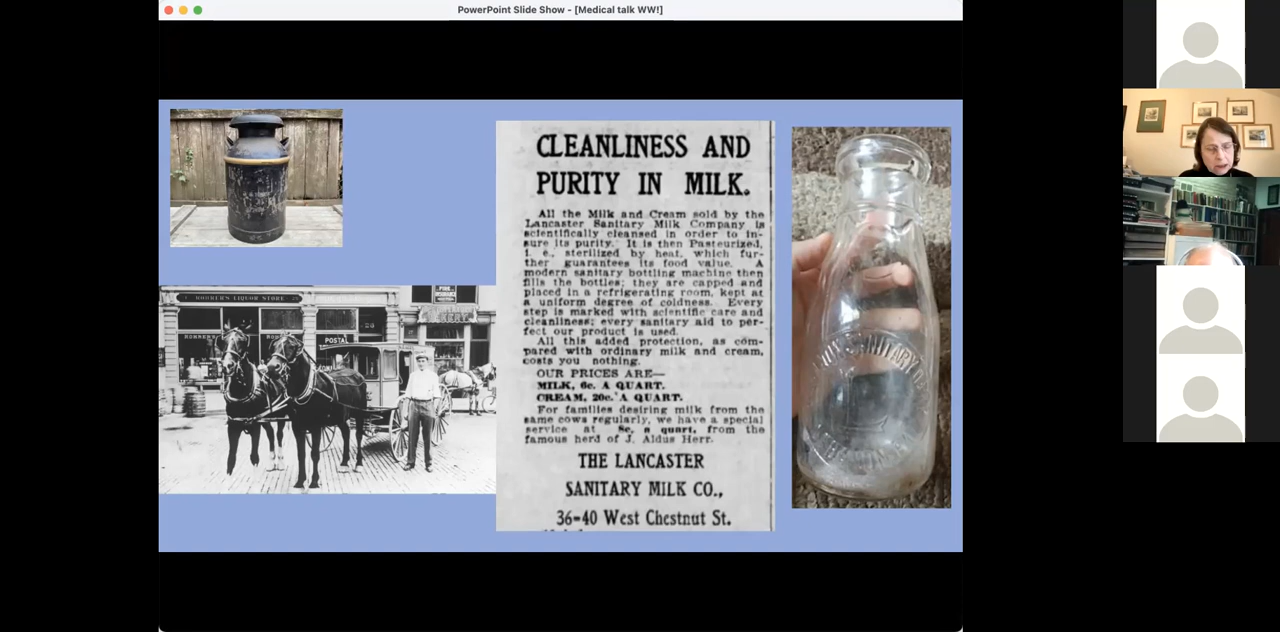 PowerPoint Slide Show - [Medical talk WW!]
CLEANLINESS AND
PURITY IN MILK.
All the Milk and Cream sold by the
Lancaster Sanitary Milk Company is
scientifically cleansed in order to in-
sure its purity. It is then Pasteurized,
i. e., sterilized by heat, which fur-
ther guarantees its food value. A
modern sanitary bottling machine then
fills the bottles; they are capped and
placed in a refrigerating room, kept at
a uniform degree of coldness. Every
step is marked with scientific care and
cleanliness; every sanitary aid to per-
fect our product is used.
All this added protection, as com-
pared with ordinary milk and cream,
costs you nothing.
OUR PRICES ARE—
MILK, 6c. A QUART.
CREAM, 20c. A QUART.
For families desiring milk from the
same cows regularly, we have a special
service at 8c. a quart, from the
famous herd of J. Aldus Herr.
THE LANCASTER
SANITARY MILK CO.,
36=40 West Chestnut St.
LIQUOR STORE
POSTAL
SANITARY